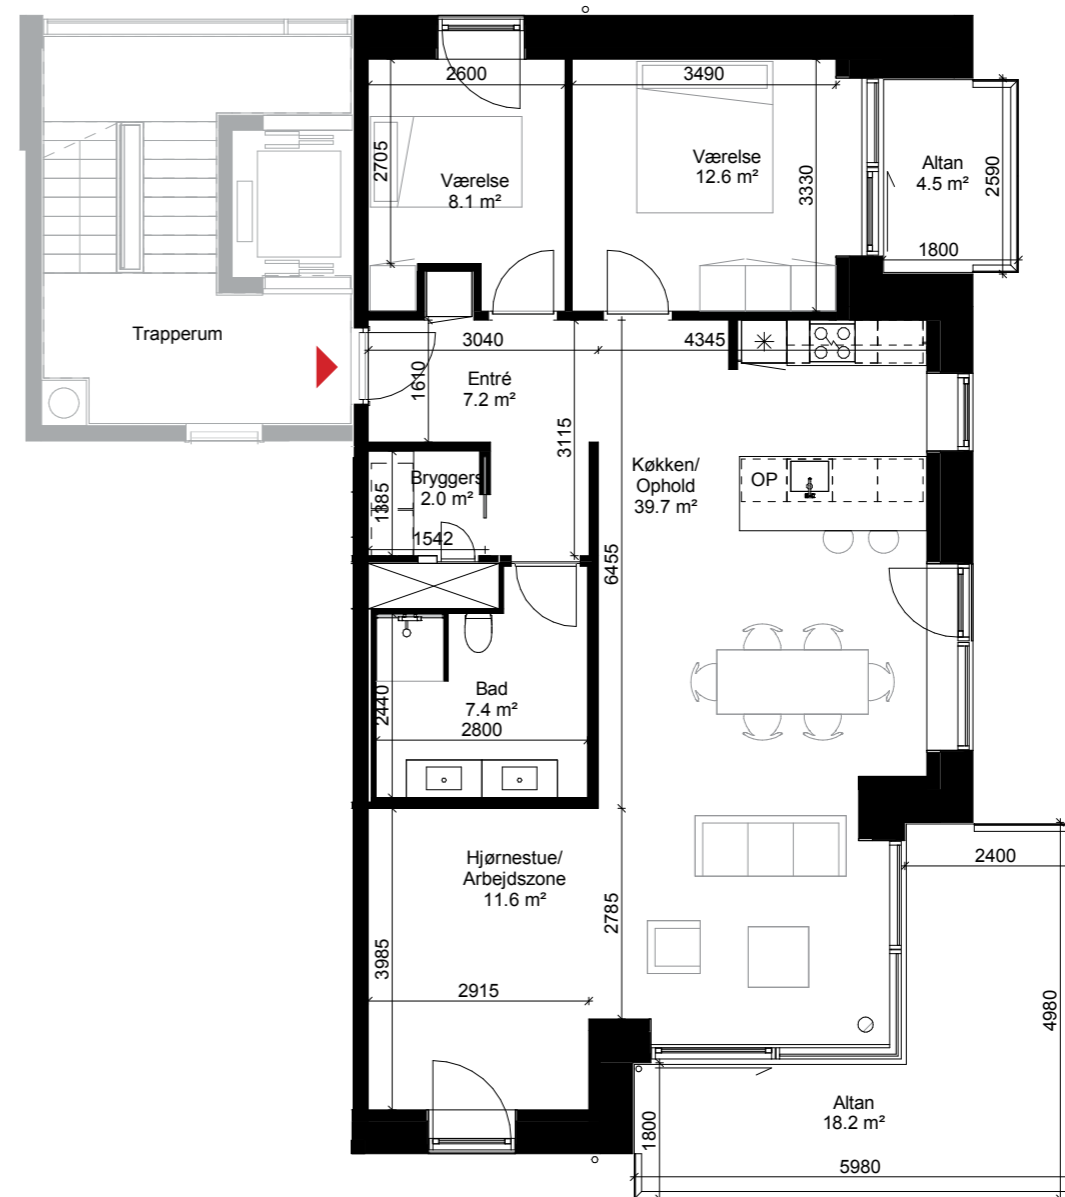 2600
3490
2705
Værelse
8.1 m²
Værelse
12.6 m²
3330
Altan
4.5 m²
2590
1800
Trapperum
3040
4345
1610
Entré
7.2 m²
3115
Køkken/
Ophold
39.7 m²
OP
Bryggers
2.0 m²
1385
1542
6455
Bad
7.4 m²
2440
2800
Hjørnestue/
Arbejdszone
11.6 m²
2400
2785
3985
2915
4980
Altan
18.2 m²
1800
5980